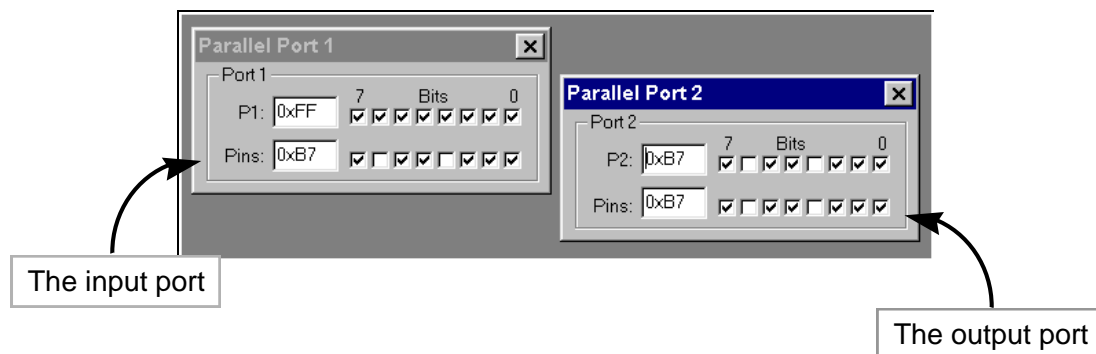 Parallel Port 1
Port 1
7 Bits 0
P1: 0xFF
Pins: 0xB7
Parallel Port 2
Port 2
7 Bits 0
P2: 0xB7
Pins: 0xB7
The input port
The output port